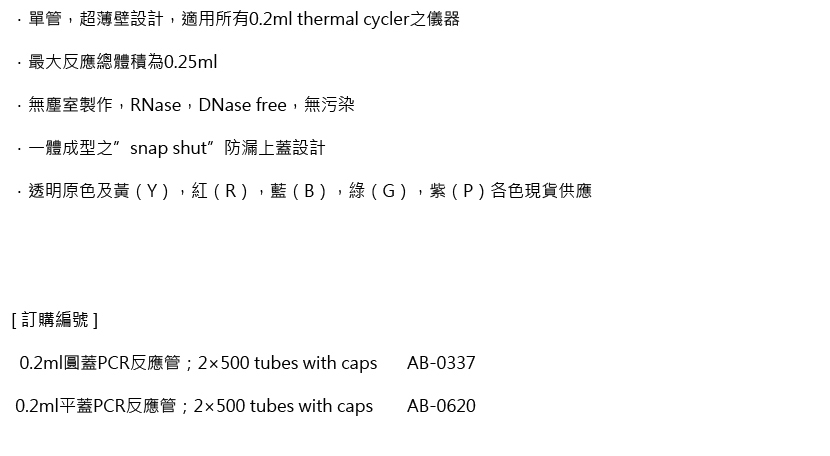 ．單管，超薄壁設計，適用所有0.2ml thermal cycler之儀器
．最大反應總體積為0.25ml
．無塵室製作，RNase，DNase free，無污染
．一體成型之”snap shut”防漏上蓋設計
．透明原色及黃（Y），紅（R），藍（B），綠（G），紫（P）各色現貨供應
[ 訂購編號 ]
0.2ml圓蓋PCR反應管；2×500 tubes with caps AB-0337
0.2ml平蓋PCR反應管；2×500 tubes with caps AB-0620